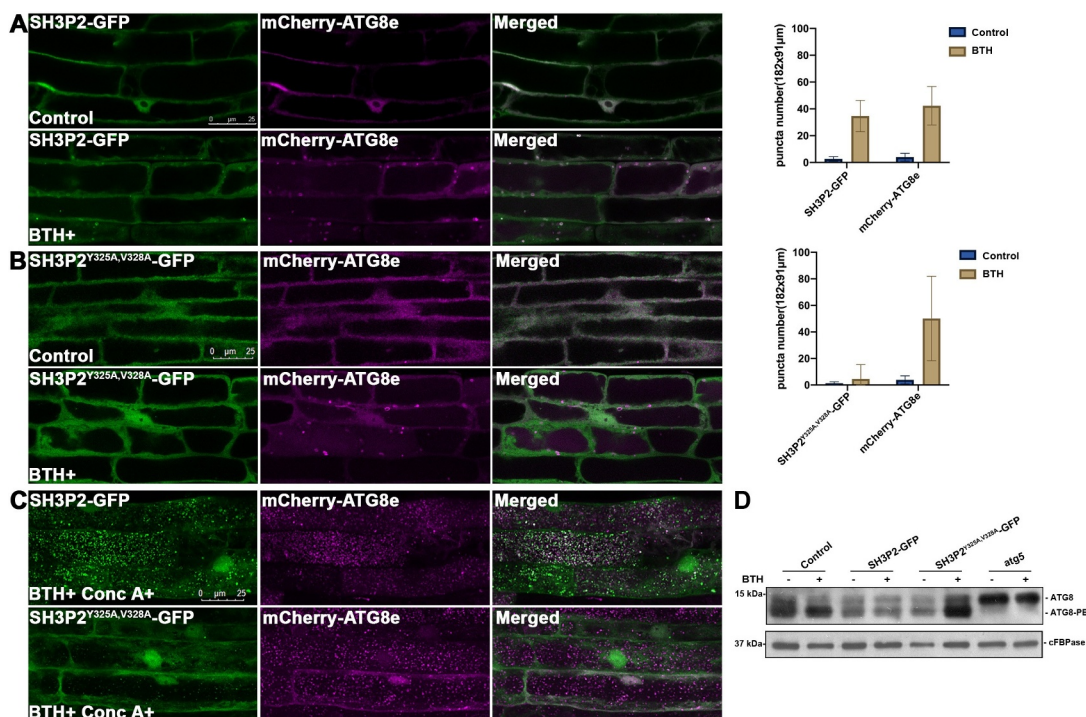 A
SH3P2-GFP
mCherry-ATG8e
Merged
Control
0 µm 25
SH3P2-GFP
mCherry-ATG8e
Merged
BTH+
puncta number(182x91µm)
100
80
60
40
20
0
SH3P2-GFP
mCherry-ATG8e
Control
BTH
B
SH3P2Y325A,V328A-GFP
mCherry-ATG8e
Merged
Control
0 µm 25
SH3P2Y325A,V328A-GFP
mCherry-ATG8e
Merged
BTH+
puncta number(182x91µm)
100
80
60
40
20
0
SH3P2Y325A,V328A-GFP
mCherry-ATG8e
Control
BTH
C
SH3P2-GFP
mCherry-ATG8e
Merged
BTH+ Conc A+
0 µm 25
SH3P2Y325A,V328A-GFP
mCherry-ATG8e
Merged
BTH+ Conc A+
D
Control
SH3P2-GFP
SH3P2Y325A,V328A-GFP
atg5
BTH - + - + - + - +
15 kDa
- ATG8
- ATG8-PE
37 kDa
- cFBPase